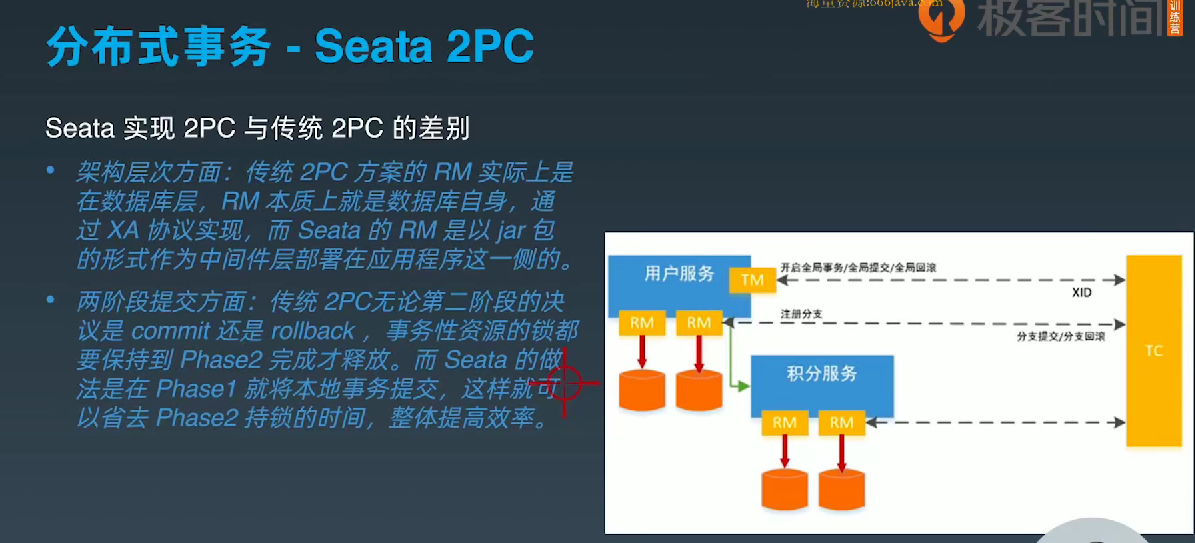 海量资源:666java.com
极客时间
训练营
分布式事务 - Seata 2PC
Seata 实现 2PC 与传统 2PC 的差别
• 架构层次方面：传统 2PC 方案的 RM 实际上是
在数据库层，RM 本质上就是数据库自身，通
过 XA 协议实现，而 Seata 的 RM 是以 jar 包
的形式作为中间件层部署在应用程序这一侧的。
• 两阶段提交方面：传统 2PC无论第二阶段的决
议是 commit 还是 rollback ，事务性资源的锁都
要保持到 Phase2 完成才释放。而 Seata 的做
法是在 Phase1 就将本地事务提交，这样就可
以省去 Phase2 持锁的时间，整体提高效率。
用户服务
TM
开启全局事务/全局提交/全局回滚
XID
RM
RM
注册分支
分支提交/分支回滚
TC
积分服务
RM
RM